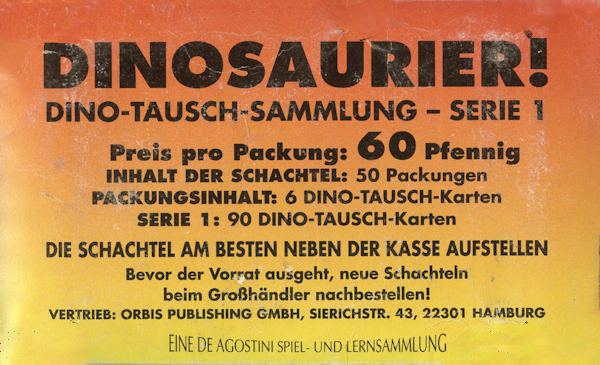 DINOSAURIER!
DINO-TAUSCH-SAMMLUNG – SERIE 1
Preis pro Packung: 60 Pfennig
INHALT DER SCHACHTEL: 50 Packungen
PACKUNGSINHALT: 6 DINO-TAUSCH-Karten
SERIE 1: 90 DINO-TAUSCH-Karten
DIE SCHACHTEL AM BESTEN NEBEN DER KASSE AUFSTELLEN
Bevor der Vorrat ausgeht, neue Schachteln
beim Großhändler nachbestellen!
VERTRIEB: ORBIS PUBLISHING GMBH, SIERICHSTR. 43, 22301 HAMBURG
EINE DE AGOSTINI SPIEL- UND LERNSAMMLUNG